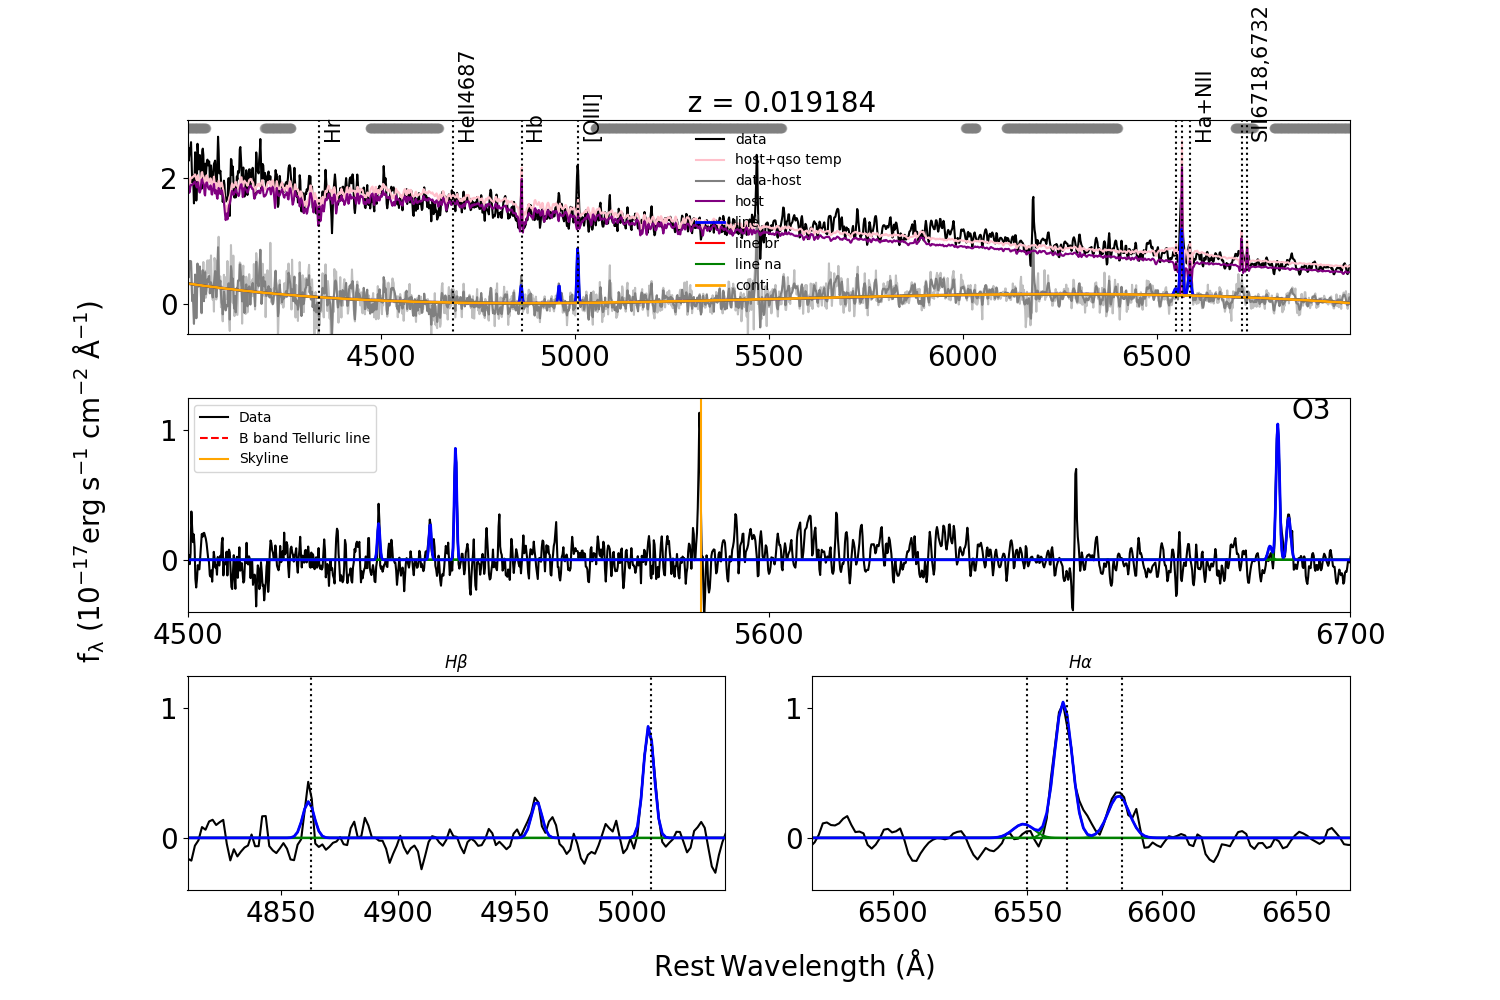 z = 0.019184
Hr
HeII4687
Hb
[OIII]
Ha+NII
SII6718,6732
data
host+qso temp
data-host
host
line
line br
line na
conti
2
0
4500 5000 5500 6000 6500
fλ (10⁻¹⁷erg s⁻¹ cm⁻² Å⁻¹)
O3
Data
B band Telluric line
Skyline
1
0
4500 5600 6700
Hβ
1
0
4850 4900 4950 5000
Hα
1
0
6500 6550 6600 6650
Rest Wavelength (Å)